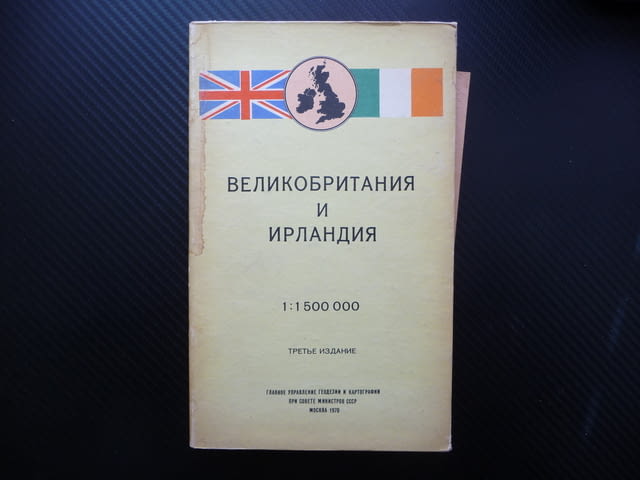 ВЕЛИКОБРИТАНИЯ
И
ИРЛАНДИЯ
1:1 500 000
ТРЕТЬЕ ИЗДАНИЕ
ГЛАВНОЕ УПРАВЛЕНИЕ ГЕОДЕЗИИ И КАРТОГРАФИИ
ПРИ СОВЕТЕ МИНИСТРОВ СССР
МОСКВА 1970